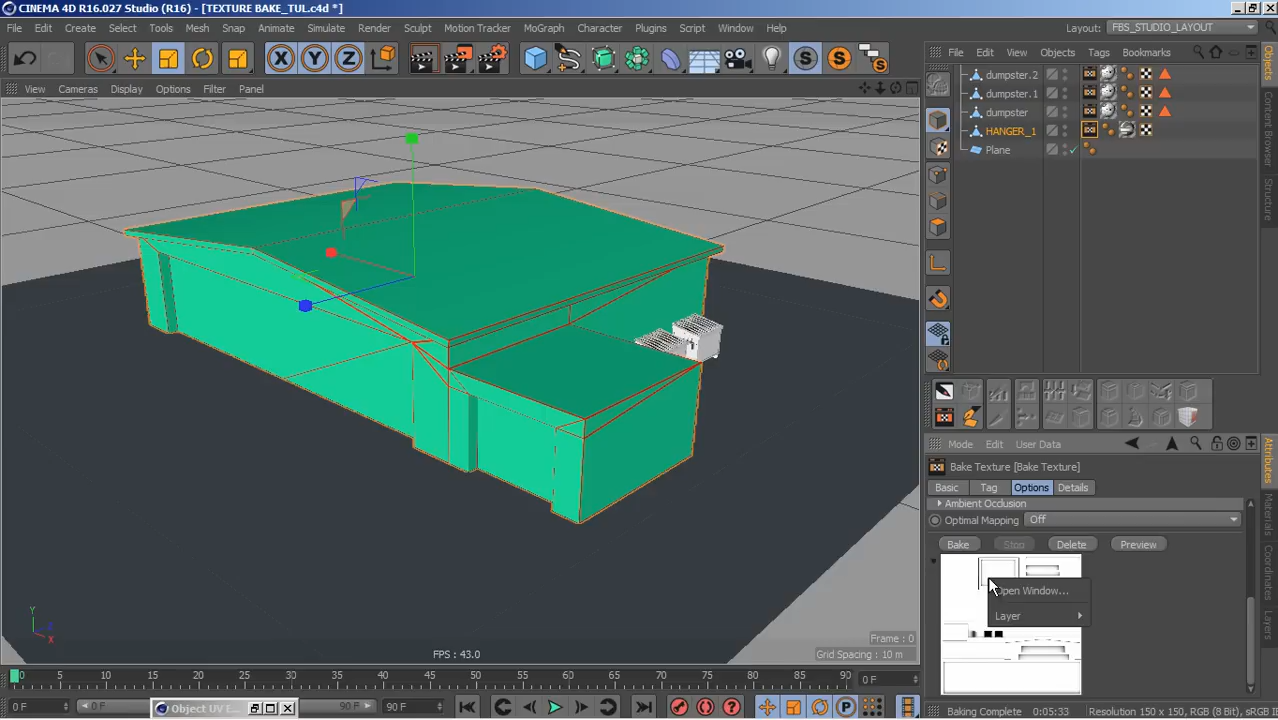 CINEMA 4D R16.027 Studio (R16) - [TEXTURE BAKE_TUL.c4d *]
File Edit Create Select Tools Mesh Snap Animate Simulate Render Sculpt Motion Tracker MoGraph Character Plugins Script Window Help Layout: FBS_STUDIO_LAYOUT
File Edit View Objects Tags Bookmarks
View Cameras Display Options Filter Panel
dumpster.2
dumpster.1
dumpster
HANGER_1
Plane
Objects
Content Browser
Structure
Mode Edit User Data
Bake Texture [Bake Texture]
Basic Tag Options Details
Ambient Occlusion
Optimal Mapping Off
Bake Stop Delete Preview
Open Window...
Layer
Attributes
Materials
Coordinates
Layers
Y
X
FPS : 43.0
Frame : 0
Grid Spacing : 10 m
0 5 10 15 20 25 30 35 40 45 50 55 60 65 70 75 80 85 90 0 F
0 F 0 F Object UV E... 90 F 90 F
Baking Complete 0:05:33 Resolution 150 x 150, RGB (8 Bit), sRGB I